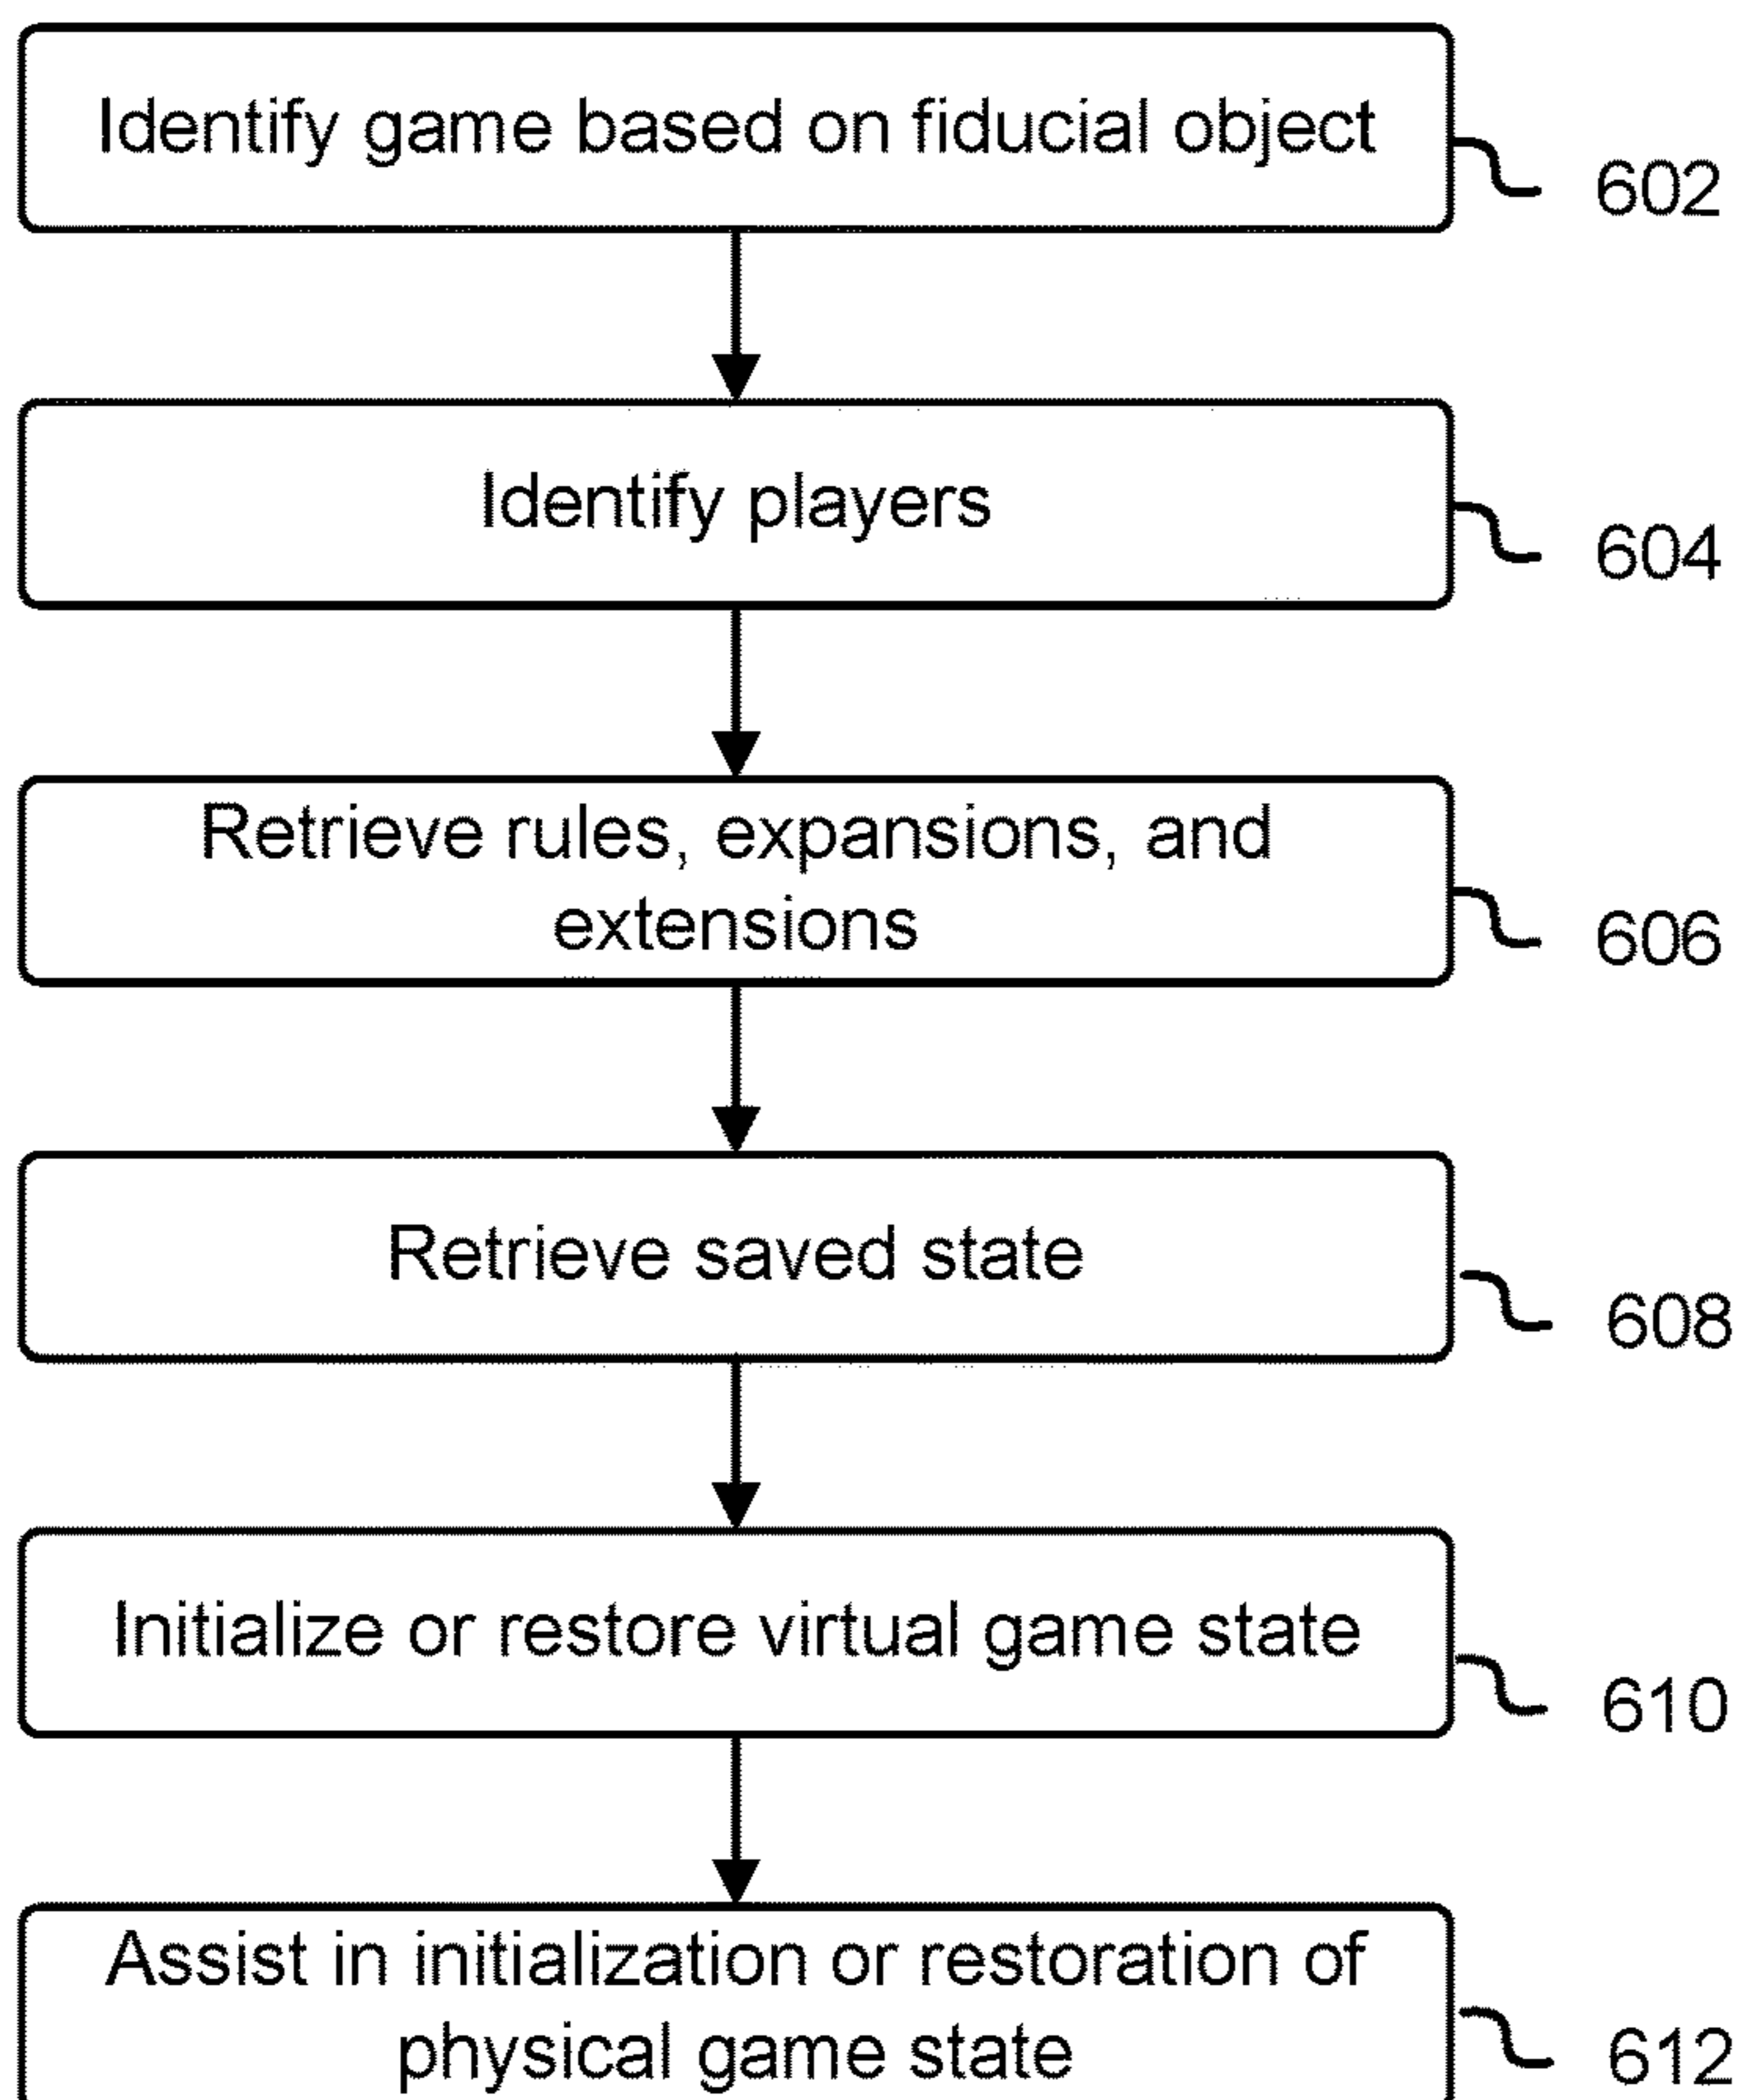 Identify game based on fiducial object
602
Identify players
604
Retrieve rules, expansions, and
extensions
606
Retrieve saved state
608
Initialize or restore virtual game state
610
Assist in initialization or restoration of
physical game state
612